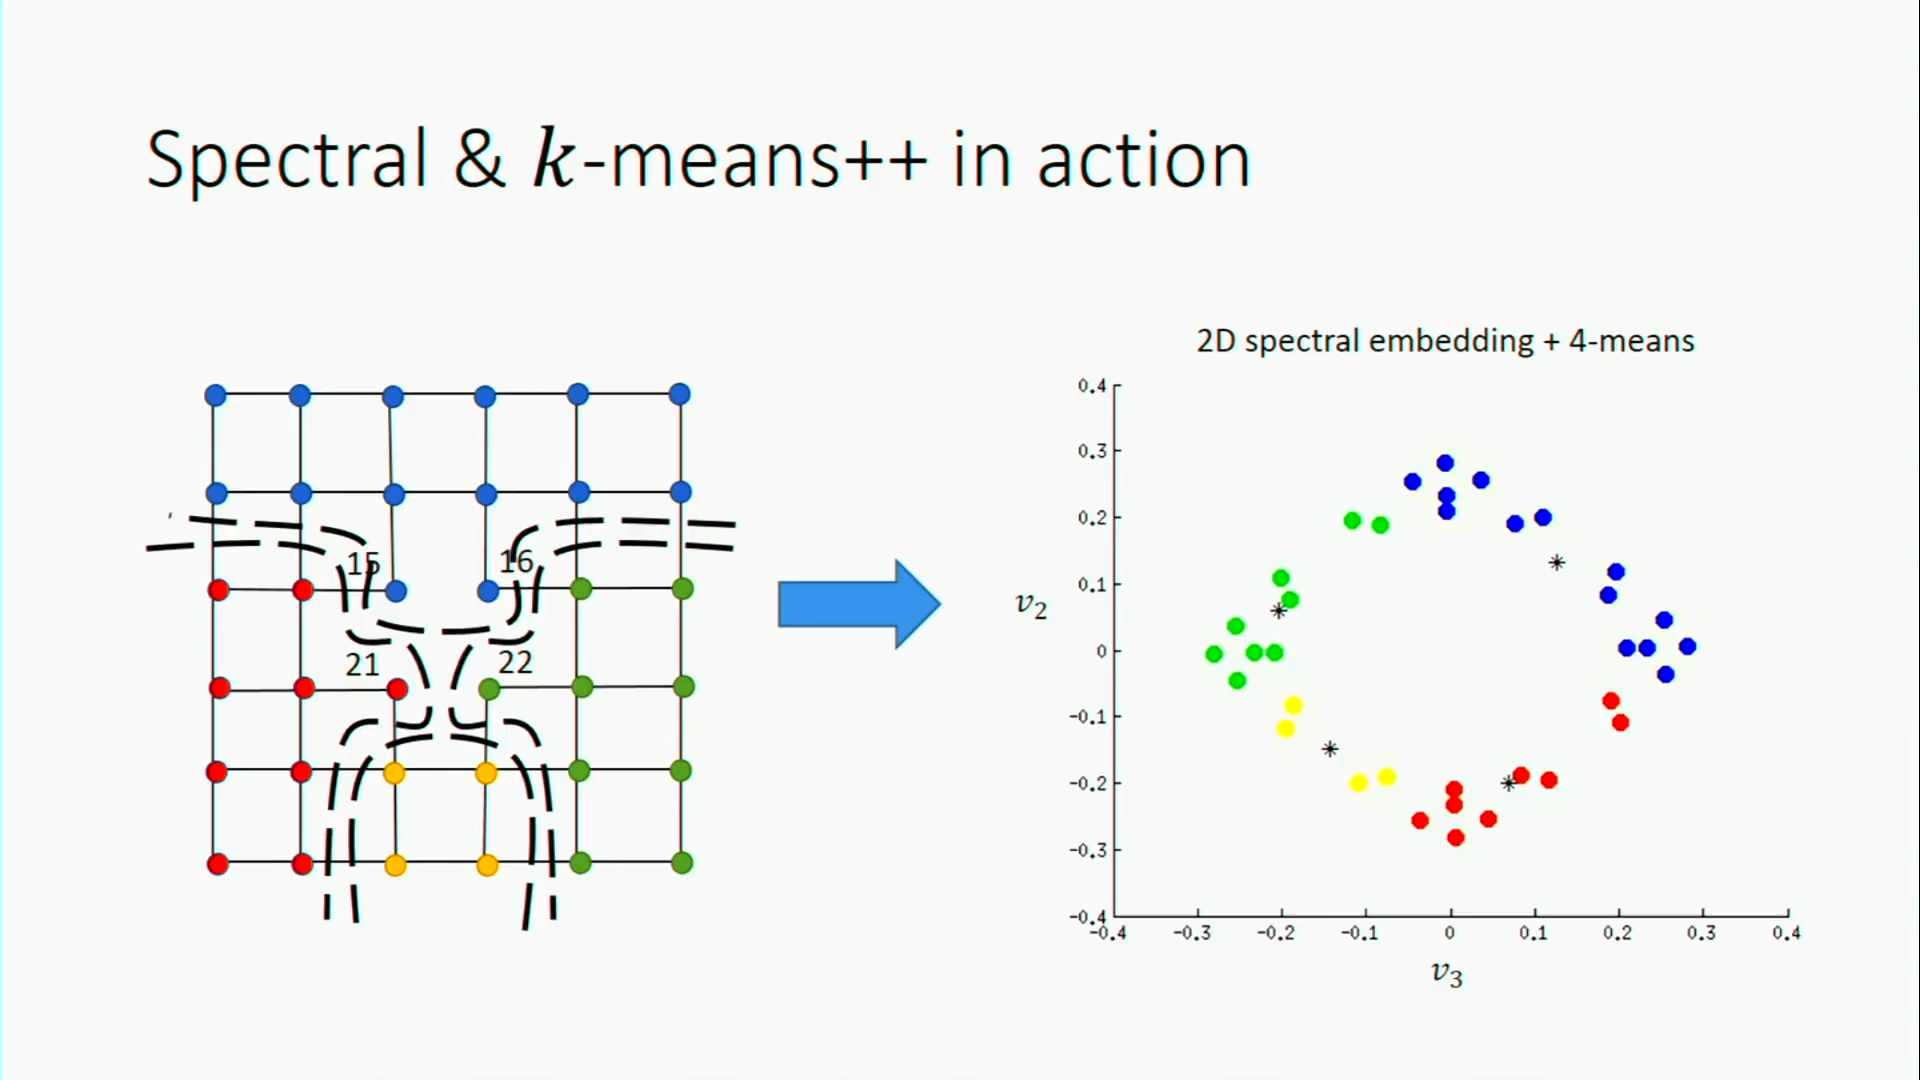 Spectral & k-means++ in action
15
16
21
22
2D spectral embedding + 4-means
0.4
0.3
0.2
0.1
0
-0.1
-0.2
-0.3
-0.4
v₂
-0.4 -0.3 -0.2 -0.1 0 0.1 0.2 0.3 0.4
v₃